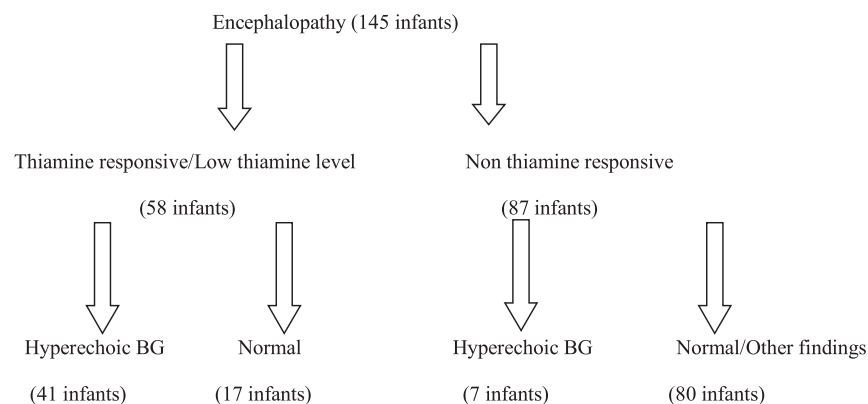 Encephalopathy (145 infants)
Thiamine responsive/Low thiamine level
Non thiamine responsive
(58 infants)
(87 infants)
Hyperechoic BG
Normal
Hyperechoic BG
Normal/Other findings
(41 infants)
(17 infants)
(7 infants)
(80 infants)